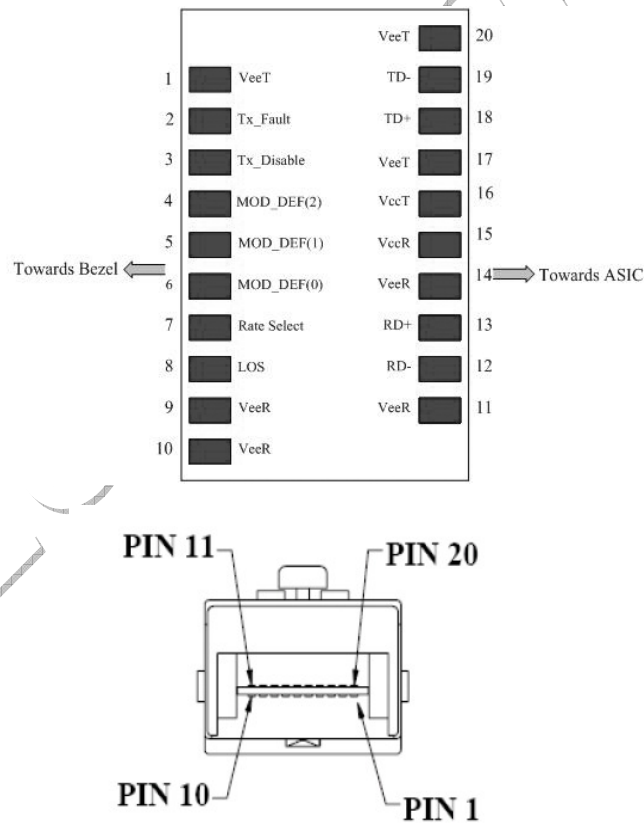 VeeT 20
1 VeeT TD- 19
2 Tx_Fault TD+ 18
3 Tx_Disable VeeT 17
4 MOD_DEF(2) VccT 16
5 MOD_DEF(1) VccR 15
Towards Bezel 6 MOD_DEF(0) VeeR 14 Towards ASIC
7 Rate Select RD+ 13
8 LOS RD- 12
9 VeeR VeeR 11
10 VeeR
PIN 11 PIN 20
PIN 10 PIN 1